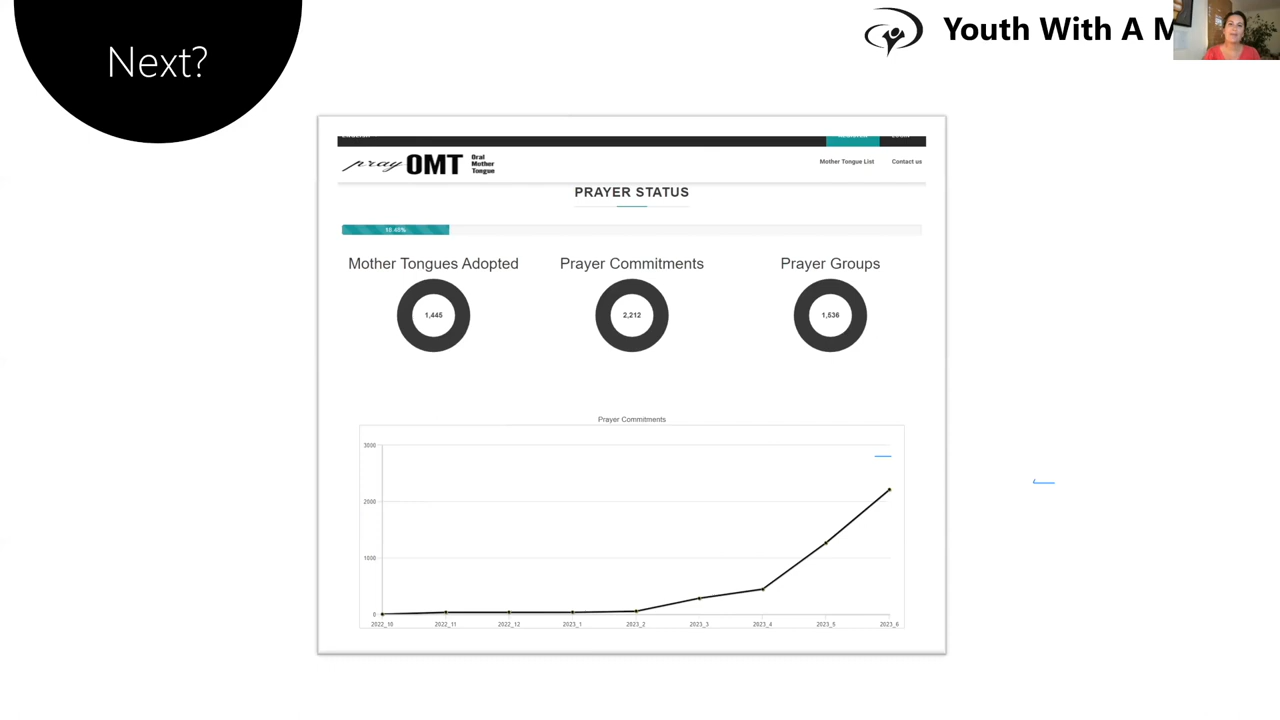 Next?
Youth With A M
pray OMT Oral
Mother
Tongue
Mother Tongue List Contact us
PRAYER STATUS
10.45%
Mother Tongues Adopted Prayer Commitments Prayer Groups
1,445 2,212 1,536
Prayer Commitments
3000
2000
1000
0
2022_10 2022_11 2022_12 2023_1 2023_2 2023_3 2023_4 2023_5 2023_6